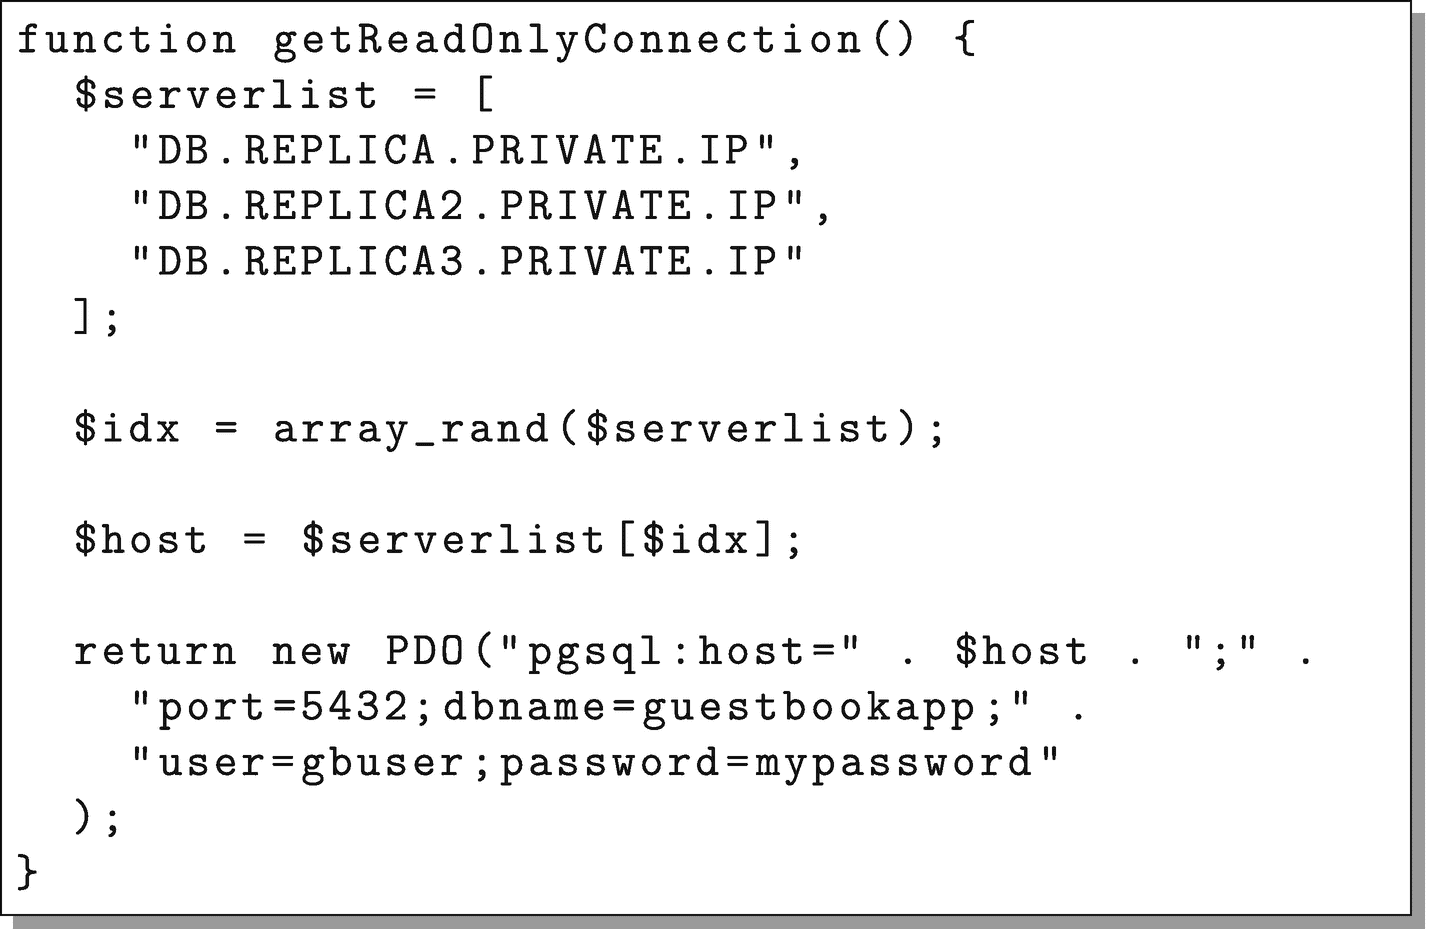 function getReadOnlyConnection() {
  $serverlist = [
    "DB.REPLICA.PRIVATE.IP",
    "DB.REPLICA2.PRIVATE.IP",
    "DB.REPLICA3.PRIVATE.IP"
  ];

  $idx = array_rand($serverlist);

  $host = $serverlist[$idx];

  return new PDO("pgsql:host=" . $host . ";" .
    "port=5432;dbname=guestbookapp;" .
    "user=gbuser;password=mypassword"
  );
}